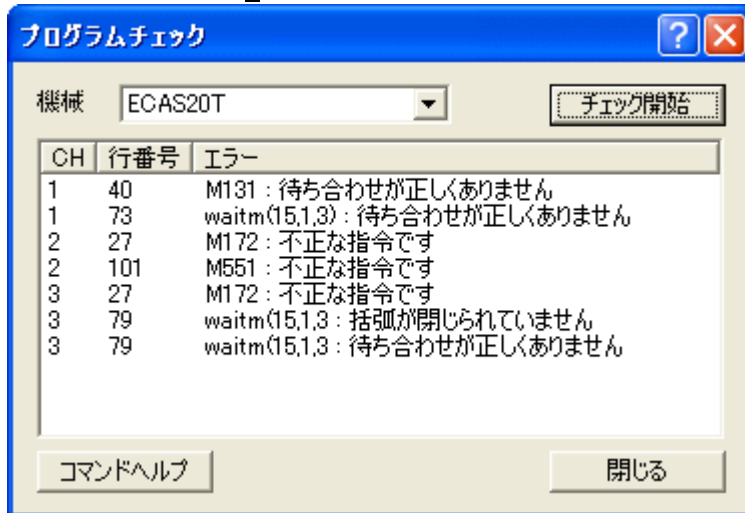 プログラムチェック
機械 ECAS20T チェック開始
CH 行番号 エラー
1 40 M131 : 待ち合わせが正しくありません
1 73 waitm(15,1,3) : 待ち合わせが正しくありません
2 27 M172 : 不正な指令です
2 101 M551 : 不正な指令です
3 27 M172 : 不正な指令です
3 79 waitm(15,1,3 : 括弧が閉じられていません
3 79 waitm(15,1,3 : 待ち合わせが正しくありません
コマンドヘルプ 閉じる